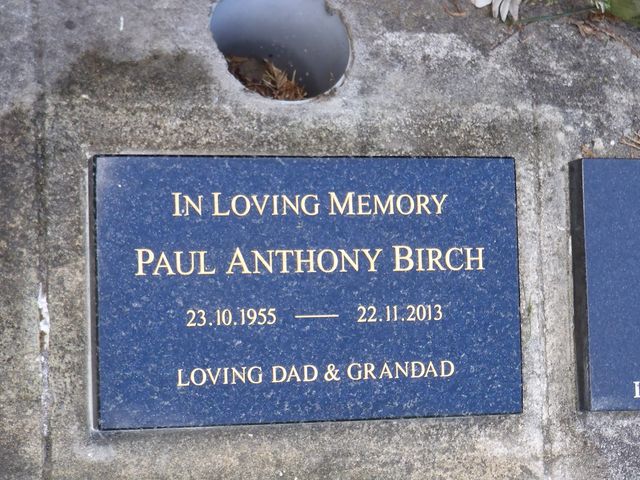 IN LOVING MEMORY
PAUL ANTHONY BIRCH
23.10.1955 — 22.11.2013
LOVING DAD & GRANDAD